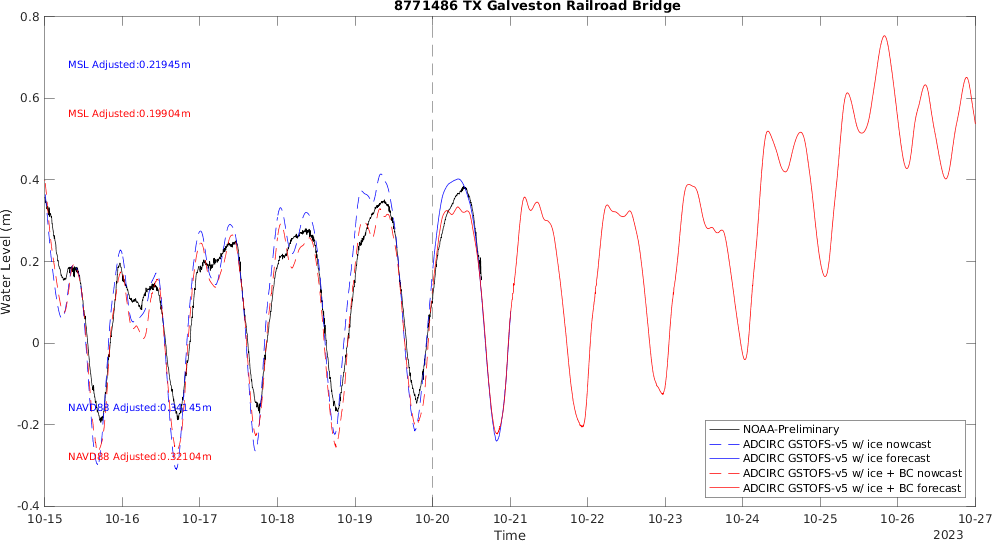 8771486 TX Galveston Railroad Bridge
0.8
0.6
0.4
0.2
0
-0.2
-0.4
Water Level (m)
MSL Adjusted:0.21945m
MSL Adjusted:0.19904m
NAVD88 Adjusted:0.34145m
NAVD88 Adjusted:0.32104m
NOAA-Preliminary
ADCIRC GSTOFS-v5 w/ ice nowcast
ADCIRC GSTOFS-v5 w/ ice forecast
ADCIRC GSTOFS-v5 w/ ice + BC nowcast
ADCIRC GSTOFS-v5 w/ ice + BC forecast
10-15 10-16 10-17 10-18 10-19 10-20 10-21 10-22 10-23 10-24 10-25 10-26 10-27
Time
2023